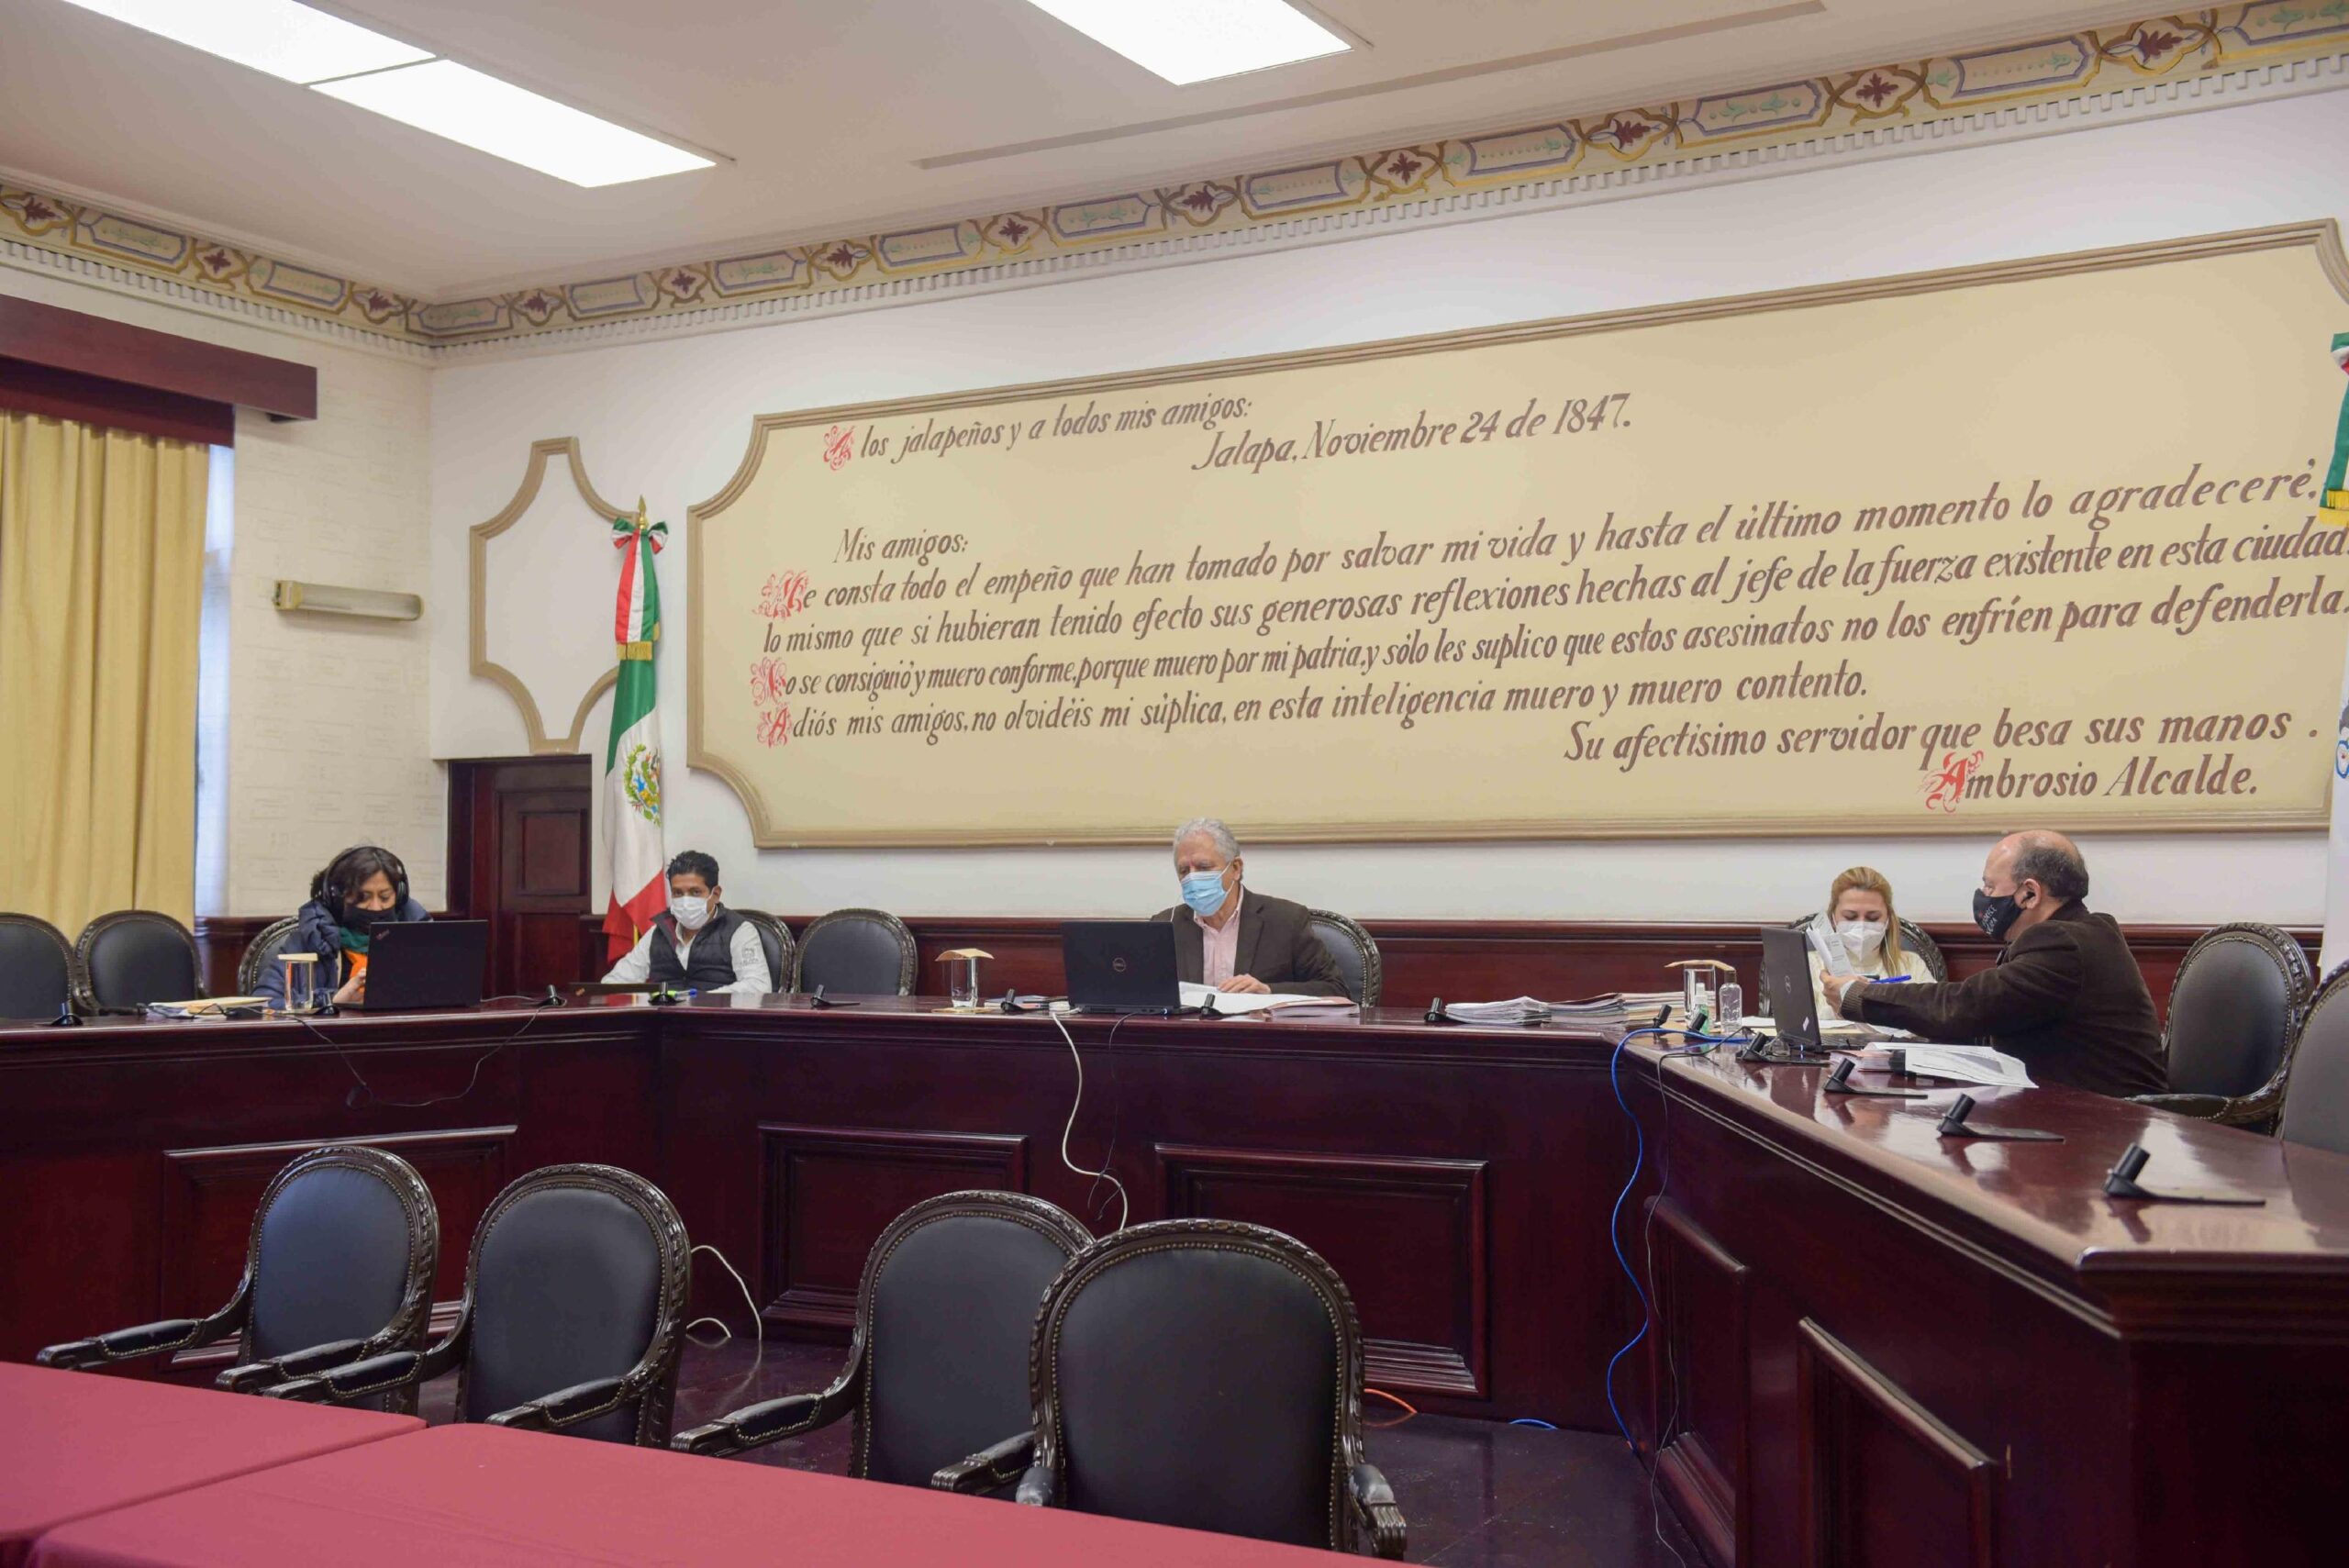 A los jalapeños y a todos mis amigos:
Jalapa, Noviembre 24 de 1847.
Mis amigos:
Me consta todo el empeño que han tomado por salvar mi vida y hasta el último momento lo agradeceré,
lo mismo que si hubieran tenido efecto sus generosas reflexiones hechas al jefe de la fuerza existente en esta ciudad.
No se consiguió y muero conforme, porque muero por mi patria, y sólo les suplico que estos asesinatos no los enfríen para defenderla.
Adiós mis amigos, no olvidéis mi súplica, en esta inteligencia muero y muero contento.
Su afectisimo servidor que besa sus manos .
Ambrosio Alcalde.
DELL